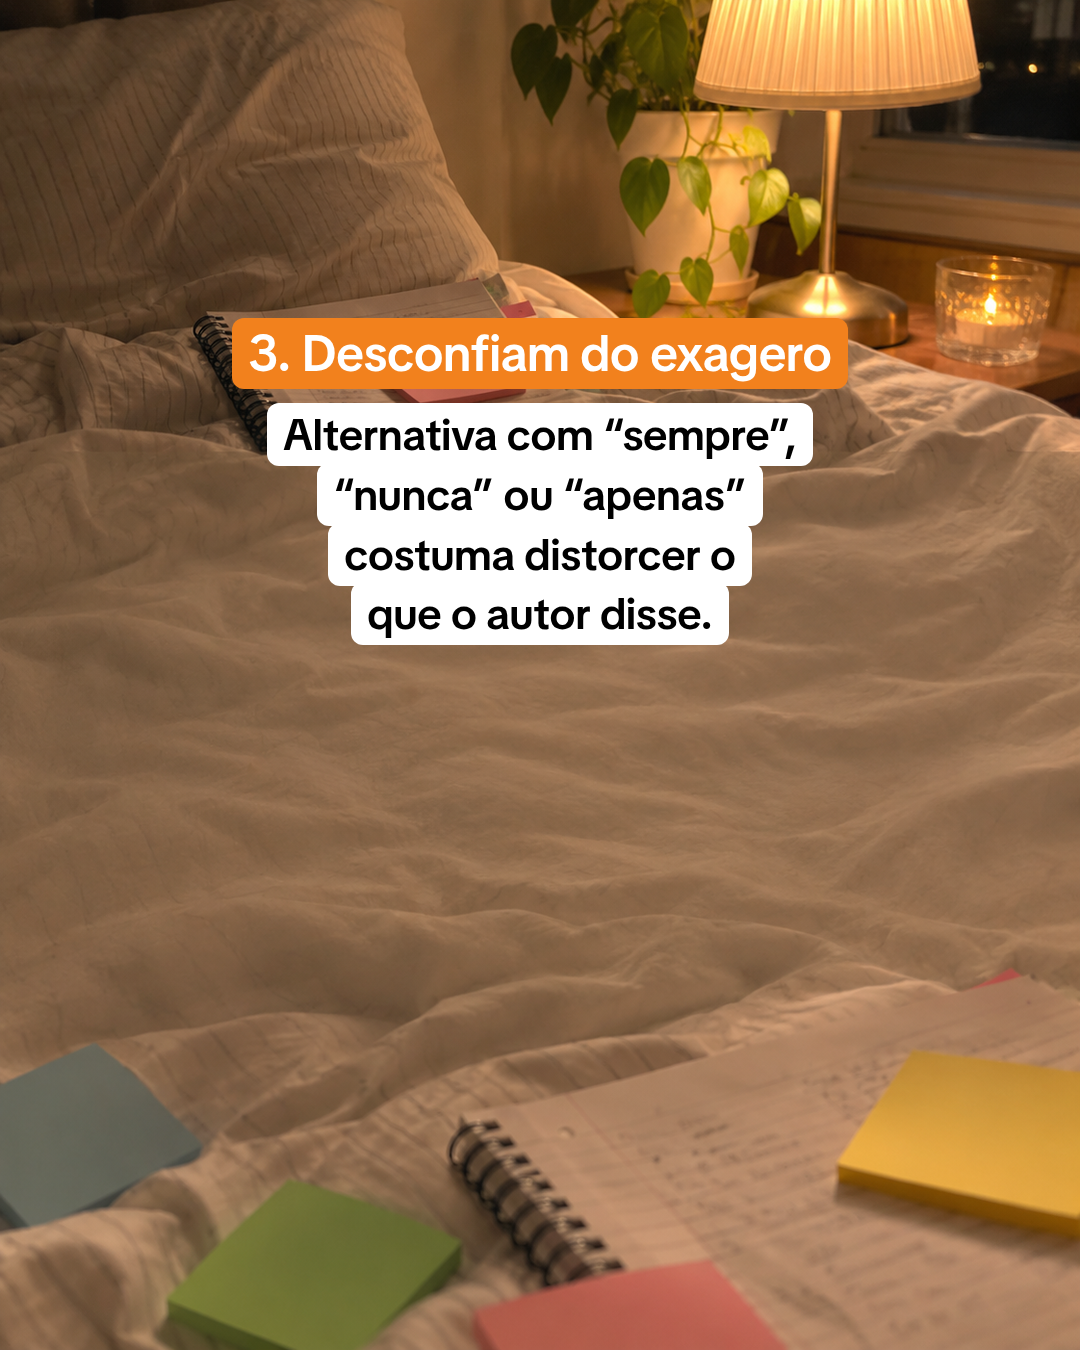 3. Desconfiam do exagero
Alternativa com “sempre”,
“nunca” ou “apenas”
costuma distorcer o
que o autor disse.